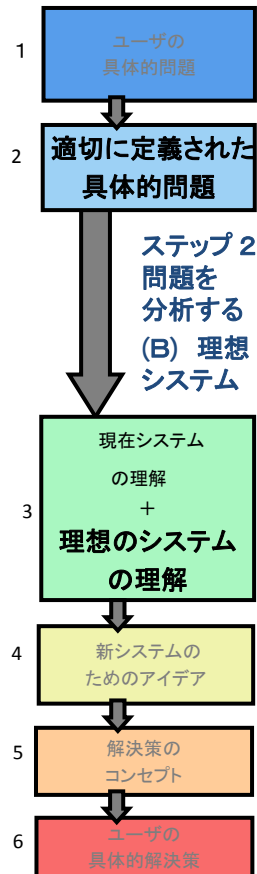 1
ユーザの
具体的問題
2
適切に定義された
具体的問題
ステップ 2
問題を
分析する
(B) 理想
システム
3
現在システム
の理解
+
理想のシステム
の理解
4
新システムの
ためのアイデア
5
解決策の
コンセプト
6
ユーザの
具体的解決策